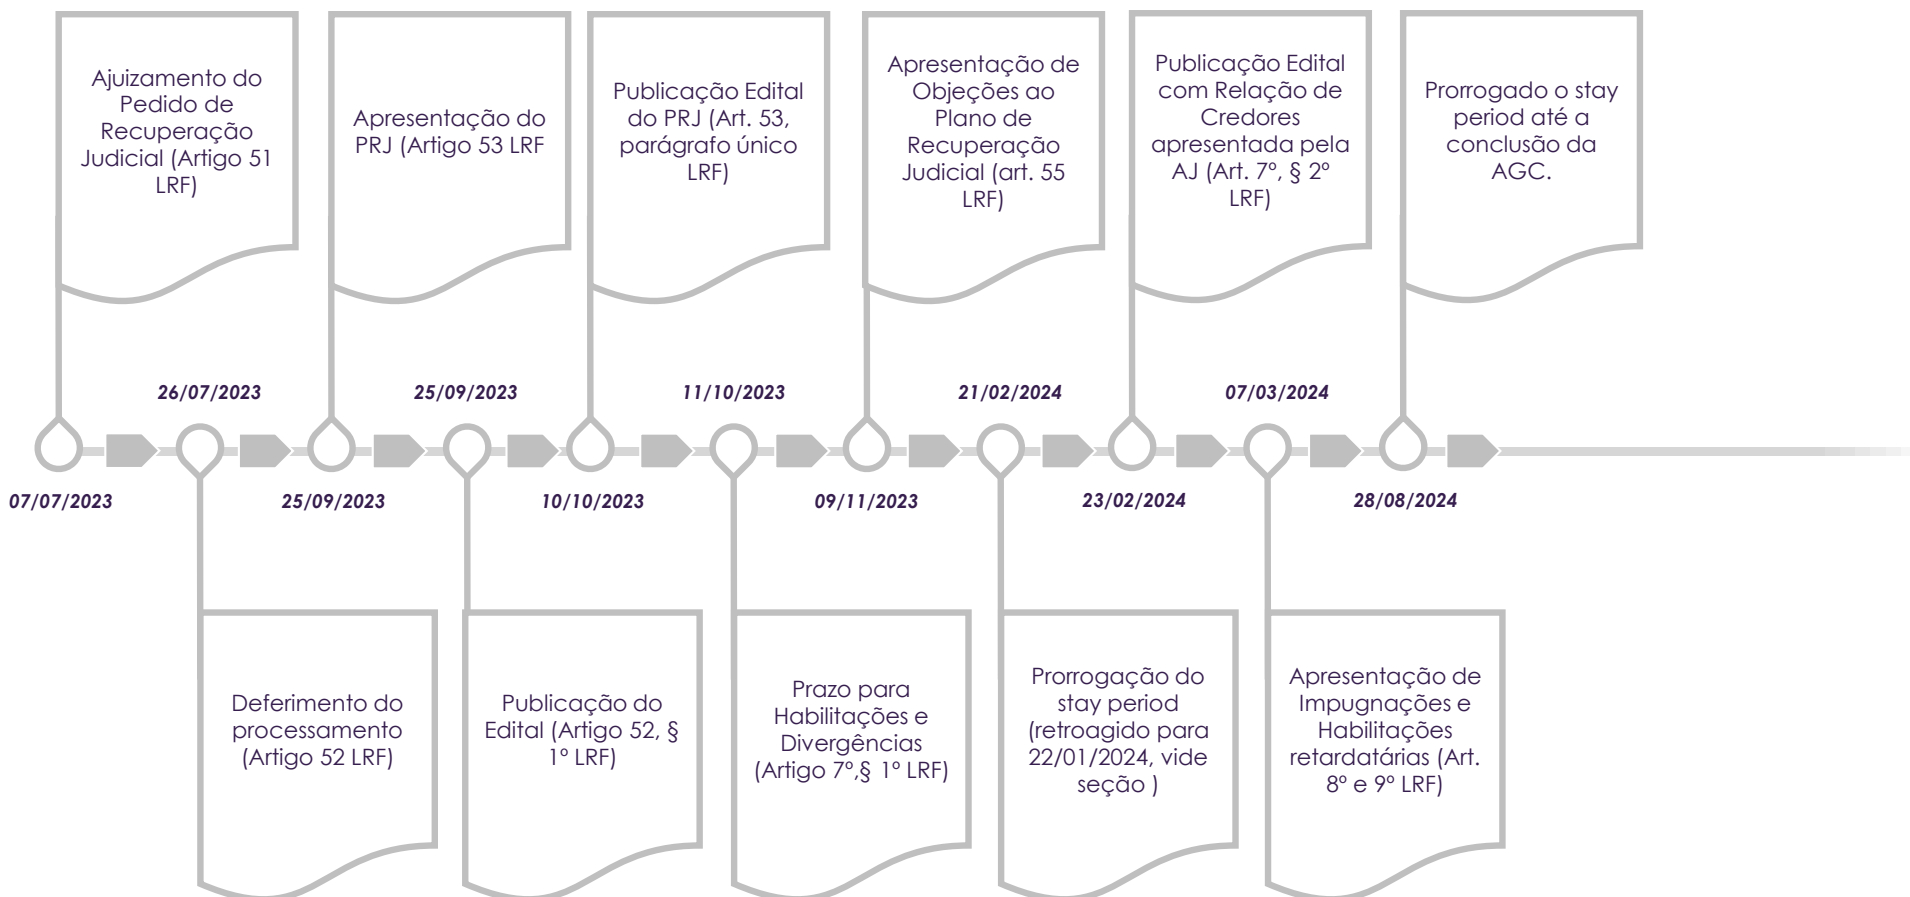 Ajuizamento do
Pedido de
Recuperação
Judicial (Artigo 51
LRF)
Apresentação do
PRJ (Artigo 53 LRF
Publicação Edital
do PRJ (Art. 53,
parágrafo único
LRF)
Apresentação de
Objeções ao
Plano de
Recuperação
Judicial (art. 55
LRF)
Publicação Edital
com Relação de
Credores
apresentada pela
AJ (Art. 7º, § 2º
LRF)
Prorrogado o stay
period até a
conclusão da
AGC.
26/07/2023
25/09/2023
11/10/2023
21/02/2024
07/03/2024
07/07/2023
25/09/2023
10/10/2023
09/11/2023
23/02/2024
28/08/2024
Deferimento do
processamento
(Artigo 52 LRF)
Publicação do
Edital (Artigo 52, §
1º LRF)
Prazo para
Habilitações e
Divergências
(Artigo 7º,§ 1º LRF)
Prorrogação do
stay period
(retroagido para
22/01/2024, vide
seção )
Apresentação de
Impugnações e
Habilitações
retardatárias (Art.
8º e 9º LRF)